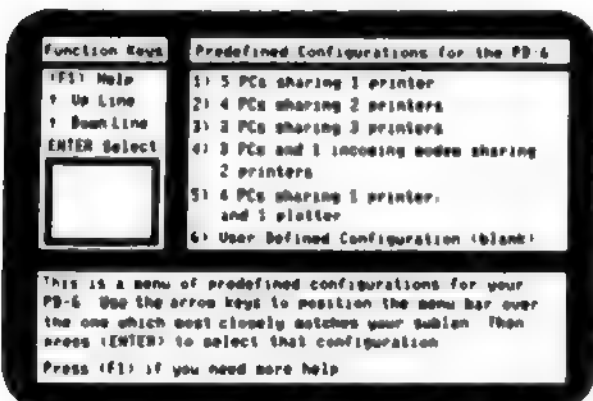 Function Keys
(F1) Help
↑ Up Line
↓ Down Line
ENTER Select
Predefined Configurations for the PD-6
1) 5 PCs sharing 1 printer
2) 4 PCs sharing 2 printers
3) 3 PCs sharing 3 printers
4) 3 PCs and 1 incoming modem sharing
2 printers
5) 4 PCs sharing 1 printer,
and 1 plotter
6) User Defined Configuration (blank)
This is a menu of predefined configurations for your
PD-6 Use the arrow keys to position the menu bar over
the one which most closely matches your sublan Then
press (ENTER) to select that configuration
Press (F1) if you need more help